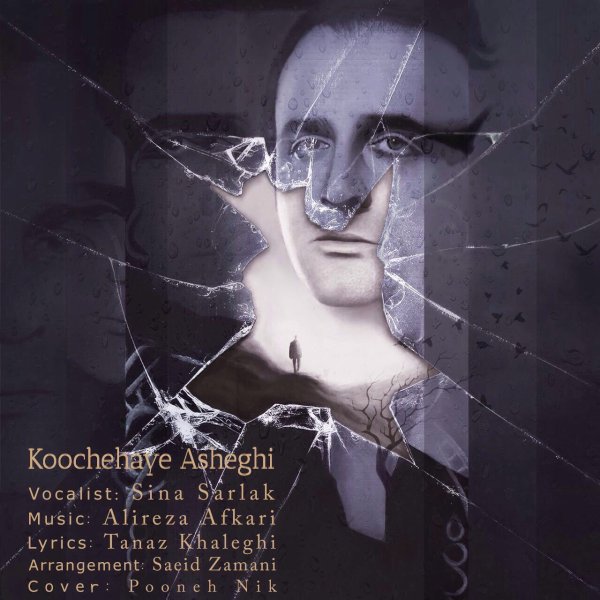 Koochehaye Asheghi
Vocalist: Sina Sarlak
Music: Alireza Afkari
Lyrics: Tanaz Khaleghi
Arrangement: Saeid Zamani
Cover: Pooneh Nik